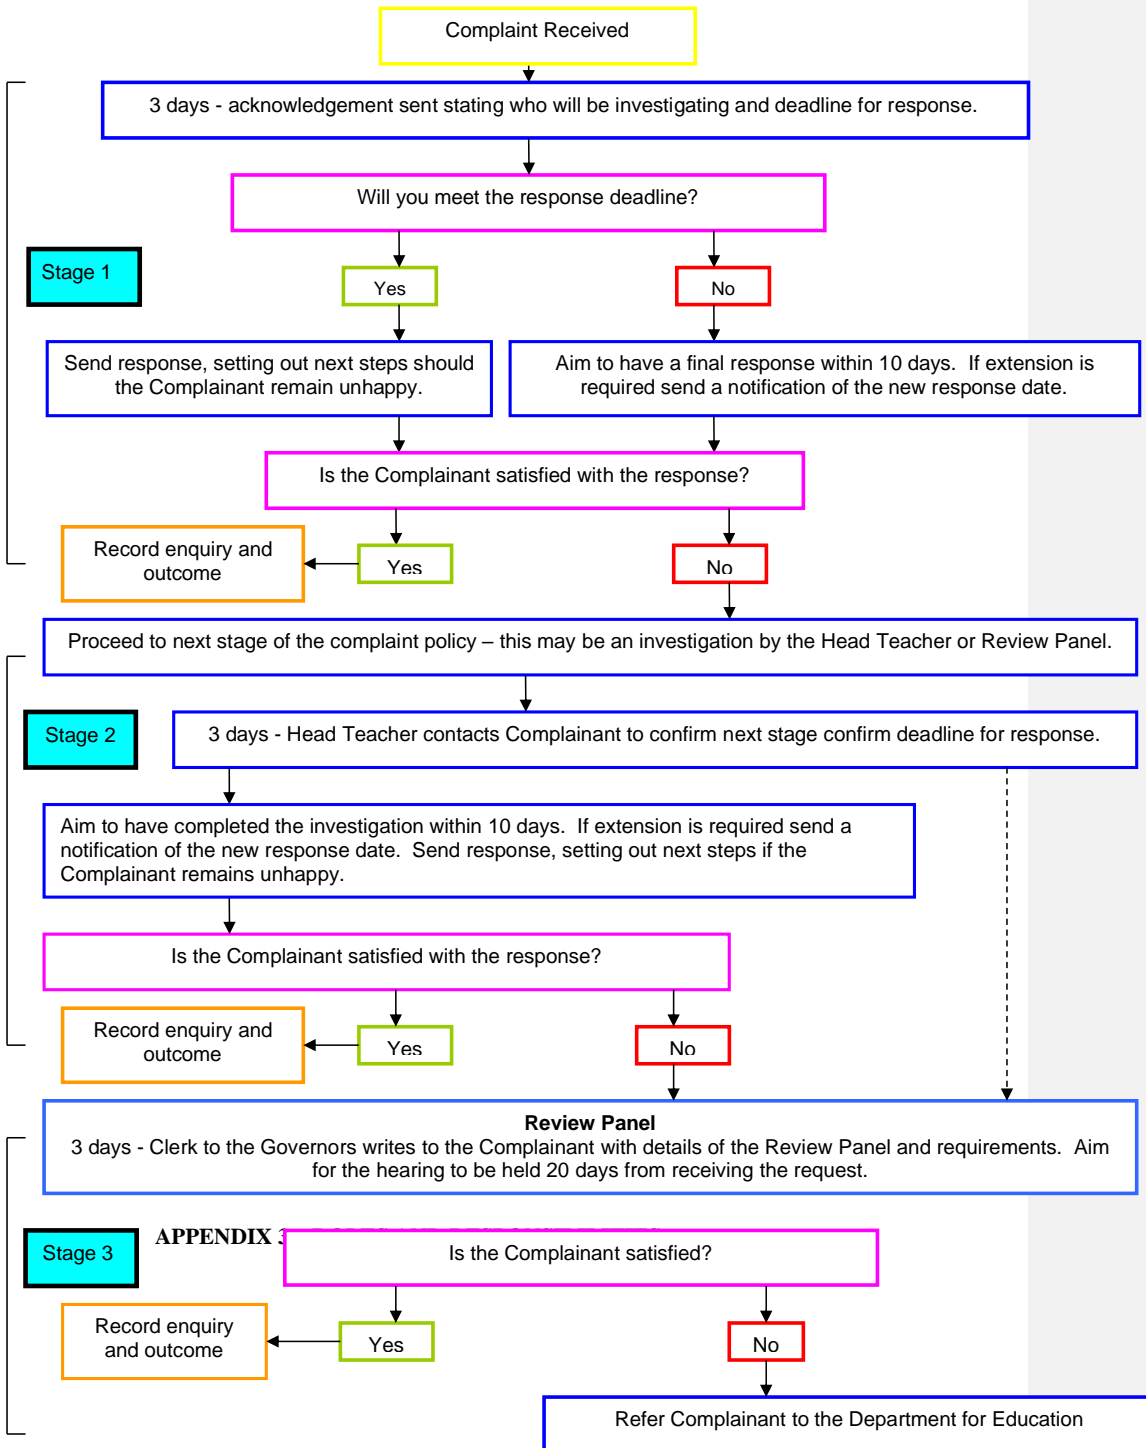 Complaint Received
3 days - acknowledgement sent stating who will be investigating and deadline for response.
Will you meet the response deadline?
Stage 1
Yes
No
Send response, setting out next steps should
the Complainant remain unhappy.
Aim to have a final response within 10 days.  If extension is
required send a notification of the new response date.
Is the Complainant satisfied with the response?
Record enquiry and
outcome
Yes
No
Proceed to next stage of the complaint policy – this may be an investigation by the Head Teacher or Review Panel.
Stage 2
3 days - Head Teacher contacts Complainant to confirm next stage confirm deadline for response.
Aim to have completed the investigation within 10 days.  If extension is required send a
notification of the new response date.  Send response, setting out next steps if the
Complainant remains unhappy.
Is the Complainant satisfied with the response?
Record enquiry and
outcome
Yes
No
Review Panel
3 days - Clerk to the Governors writes to the Complainant with details of the Review Panel and requirements.  Aim
for the hearing to be held 20 days from receiving the request.
APPENDIX
Stage 3
Is the Complainant satisfied?
Record enquiry
and outcome
Yes
No
Refer Complainant to the Department for Education